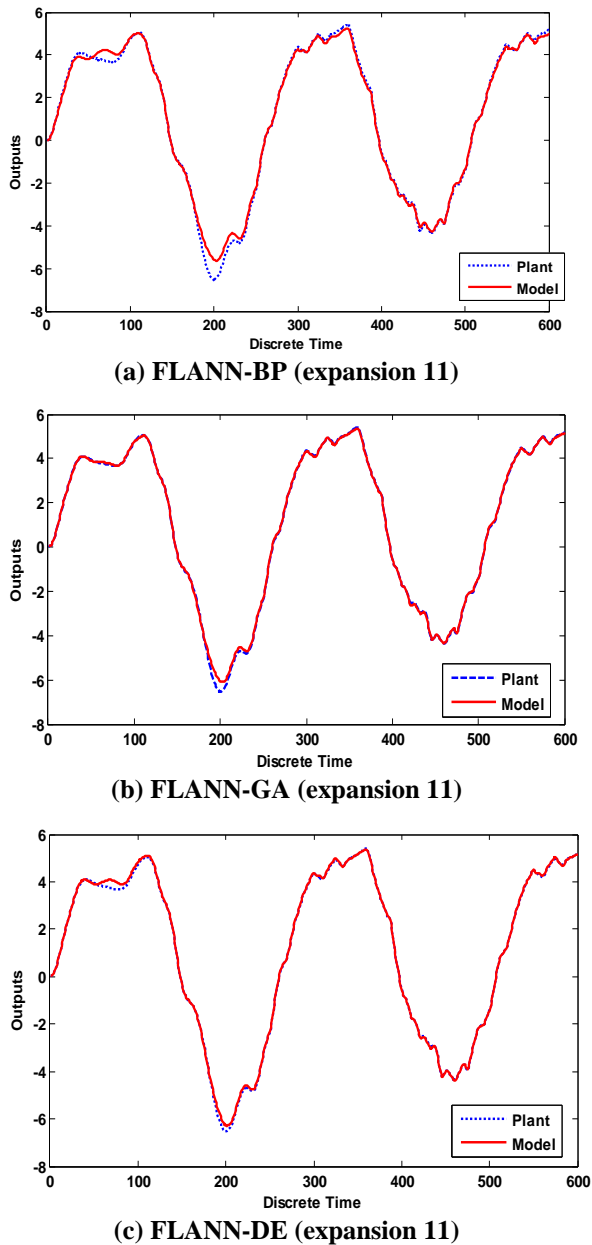 6
4
2
0
-2
-4
-6
-8
Outputs
0 100 200 300 400 500 600
Discrete Time
Plant
Model
(a) FLANN-BP (expansion 11)
6
4
2
0
-2
-4
-6
-8
Outputs
0 100 200 300 400 500 600
Discrete Time
Plant
Model
(b) FLANN-GA (expansion 11)
6
4
2
0
-2
-4
-6
-8
Outputs
0 100 200 300 400 500 600
Discrete Time
Plant
Model
(c) FLANN-DE (expansion 11)